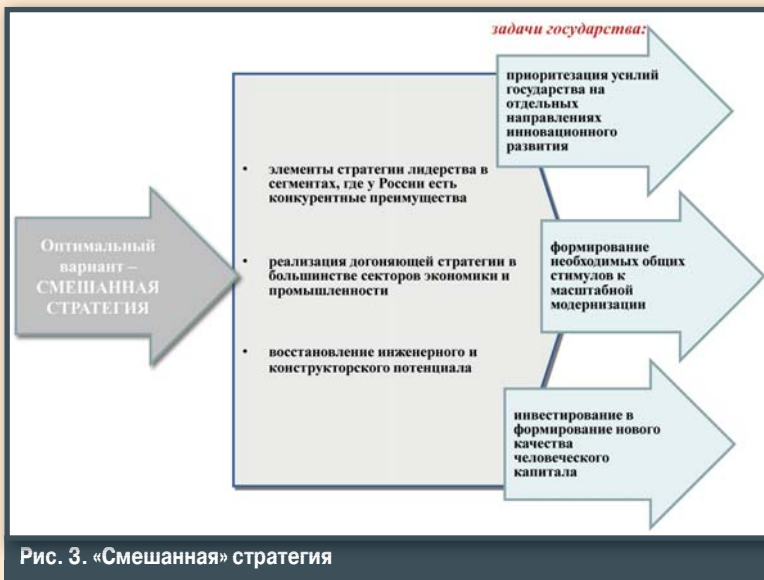 задачи государства:
приоритезация усилий
государства на
отдельных
направлениях
инновационного
развития
• элементы стратегии лидерства в
сегментах, где у России есть
конкурентные преимущества
Оптимальный
вариант –
СМЕШАННАЯ
СТРАТЕГИЯ
• реализация догоняющей стратегии в
большинстве секторов экономики и
промышленности
• восстановление инженерного и
конструкторского потенциала
формирование
необходимых общих
стимулов к
масштабной
модернизации
инвестирование в
формирование нового
качества
человеческого
капитала
Рис. 3. «Смешанная» стратегия